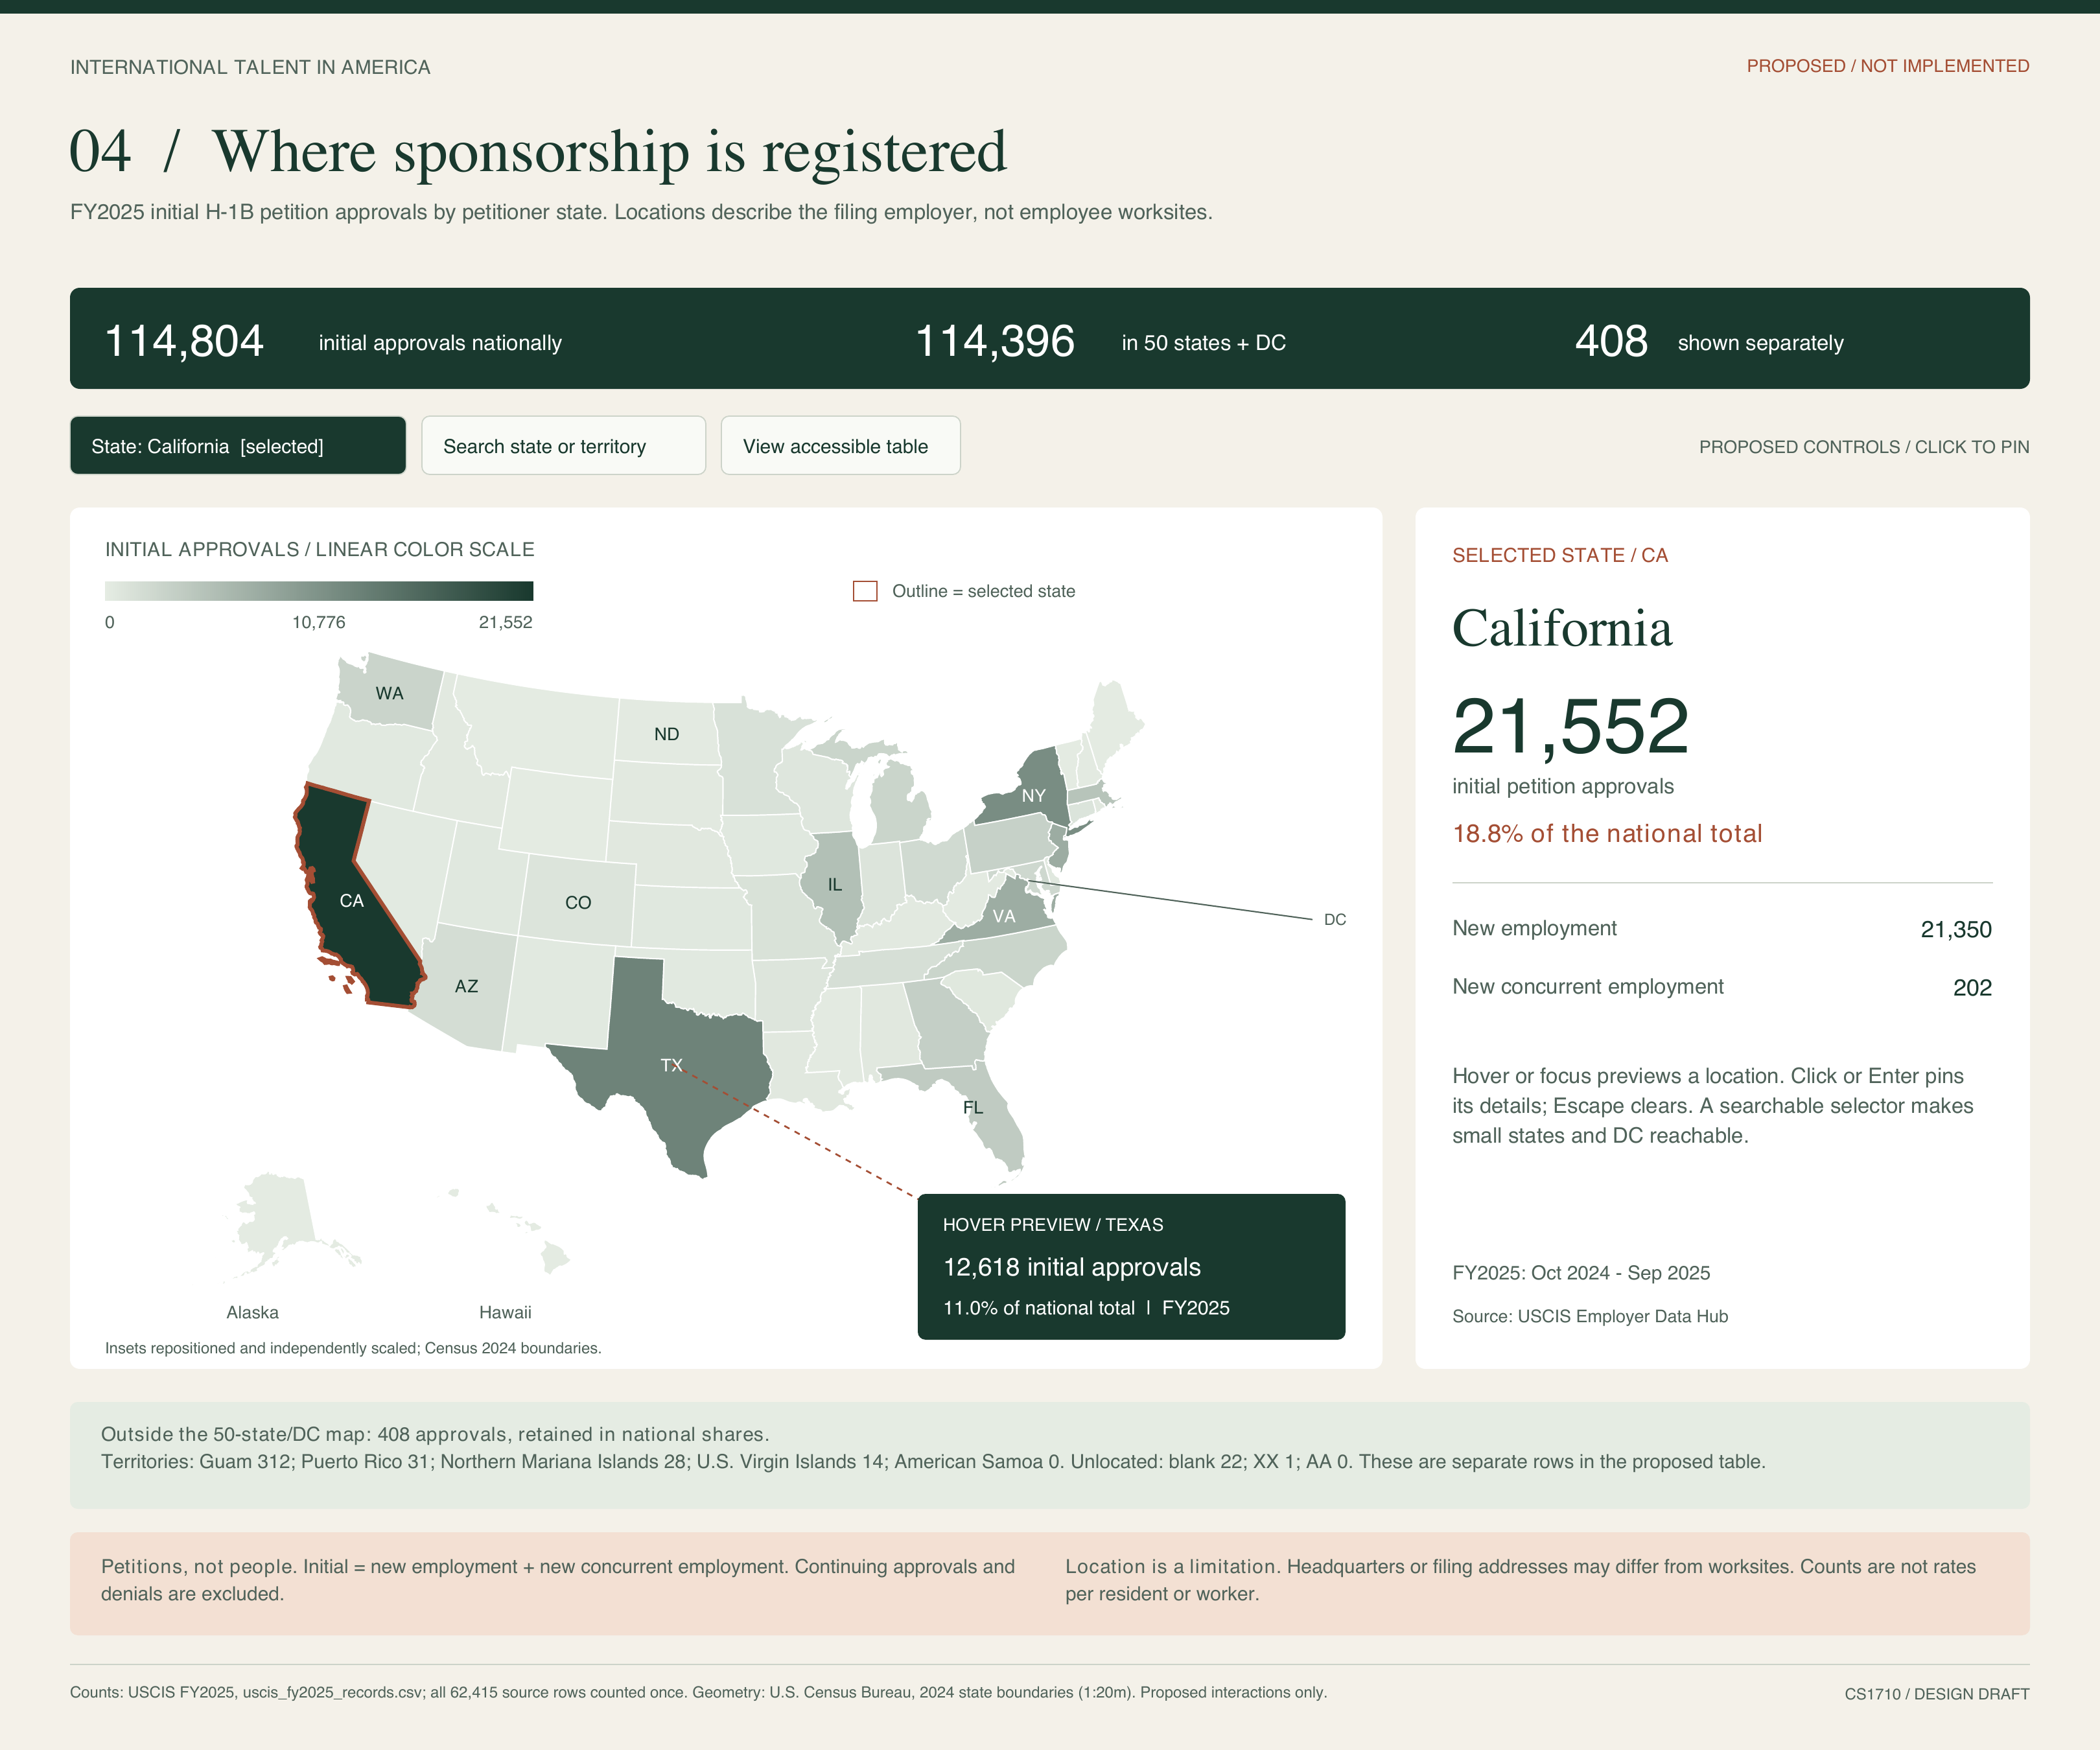 INTERNATIONAL TALENT IN AMERICA
PROPOSED / NOT IMPLEMENTED
04 / Where sponsorship is registered
FY2025 initial H-1B petition approvals by petitioner state. Locations describe the filing employer, not employee worksites.
114,804 initial approvals nationally
114,396 in 50 states + DC
408 shown separately
State: California [selected]
Search state or territory
View accessible table
PROPOSED CONTROLS / CLICK TO PIN
INITIAL APPROVALS / LINEAR COLOR SCALE
0 10,776 21,552
Outline = selected state
WA
ND
NY
CA
CO
IL
VA
DC
AZ
TX
FL
HOVER PREVIEW / TEXAS
12,618 initial approvals
11.0% of national total | FY2025
Alaska
Hawaii
Insets repositioned and independently scaled; Census 2024 boundaries.
SELECTED STATE / CA
California
21,552
initial petition approvals
18.8% of the national total
New employment 21,350
New concurrent employment 202
Hover or focus previews a location. Click or Enter pins
its details; Escape clears. A searchable selector makes
small states and DC reachable.
FY2025: Oct 2024 - Sep 2025
Source: USCIS Employer Data Hub
Outside the 50-state/DC map: 408 approvals, retained in national shares.
Territories: Guam 312; Puerto Rico 31; Northern Mariana Islands 28; U.S. Virgin Islands 14; American Samoa 0. Unlocated: blank 22; XX 1; AA 0. These are separate rows in the proposed table.
Petitions, not people. Initial = new employment + new concurrent employment. Continuing approvals and
denials are excluded.
Location is a limitation. Headquarters or filing addresses may differ from worksites. Counts are not rates
per resident or worker.
Counts: USCIS FY2025, uscis_fy2025_records.csv; all 62,415 source rows counted once. Geometry: U.S. Census Bureau, 2024 state boundaries (1:20m). Proposed interactions only.
CS1710 / DESIGN DRAFT